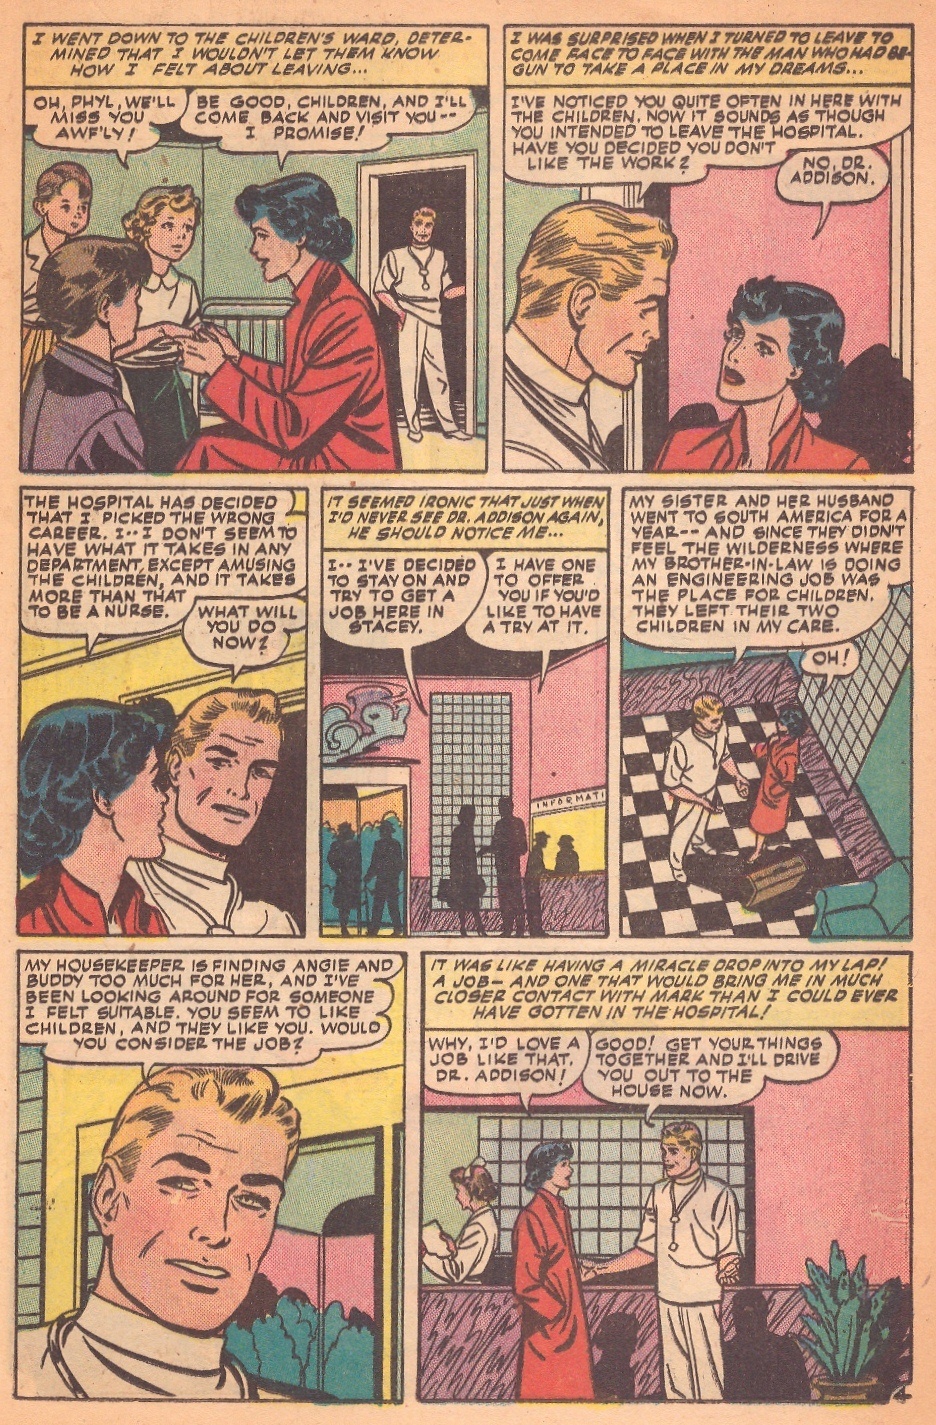 I WENT DOWN TO THE CHILDREN'S WARD, DETER-
MINED THAT I WOULDN'T LET THEM KNOW
HOW I FELT ABOUT LEAVING...
OH, PHYL, WE'LL
MISS YOU
AWF'LY!
BE GOOD, CHILDREN, AND I'LL
COME BACK AND VISIT YOU--
I PROMISE!
I WAS SURPRISED WHEN I TURNED TO LEAVE TO
COME FACE TO FACE WITH THE MAN WHO HAD BE-
GUN TO TAKE A PLACE IN MY DREAMS...
I'VE NOTICED YOU QUITE OFTEN IN HERE WITH
THE CHILDREN. NOW IT SOUNDS AS THOUGH
YOU INTENDED TO LEAVE THE HOSPITAL.
HAVE YOU DECIDED YOU DON'T
LIKE THE WORK?
NO, DR.
ADDISON.
THE HOSPITAL HAS DECIDED
THAT I PICKED THE WRONG
CAREER. I-- I DON'T SEEM TO
HAVE WHAT IT TAKES IN ANY
DEPARTMENT, EXCEPT AMUSING
THE CHILDREN, AND IT TAKES
MORE THAN THAT
TO BE A NURSE.
WHAT WILL
YOU DO
NOW?
IT SEEMED IRONIC THAT JUST WHEN
I'D NEVER SEE DR. ADDISON AGAIN,
HE SHOULD NOTICE ME...
I-- I'VE DECIDED
TO STAY ON AND
TRY TO GET A
JOB HERE IN
STACEY.
I HAVE ONE
TO OFFER
YOU IF YOU'D
LIKE TO HAVE
A TRY AT IT.
INFORMATI
MY SISTER AND HER HUSBAND
WENT TO SOUTH AMERICA FOR A
YEAR-- AND SINCE THEY DIDN'T
FEEL THE WILDERNESS WHERE
MY BROTHER-IN-LAW IS DOING
AN ENGINEERING JOB WAS
THE PLACE FOR CHILDREN,
THEY LEFT THEIR TWO
CHILDREN IN MY CARE.
OH!
MY HOUSEKEEPER IS FINDING ANGIE AND
BUDDY TOO MUCH FOR HER, AND I'VE
BEEN LOOKING AROUND FOR SOMEONE
I FELT SUITABLE. YOU SEEM TO LIKE
CHILDREN, AND THEY LIKE YOU. WOULD
YOU CONSIDER THE JOB?
IT WAS LIKE HAVING A MIRACLE DROP INTO MY LAP!
A JOB-- AND ONE THAT WOULD BRING ME IN MUCH
CLOSER CONTACT WITH MARK THAN I COULD EVER
HAVE GOTTEN IN THE HOSPITAL!
WHY, I'D LOVE A
JOB LIKE THAT,
DR. ADDISON!
GOOD! GET YOUR THINGS
TOGETHER AND I'LL DRIVE
YOU OUT TO THE
HOUSE NOW.
4